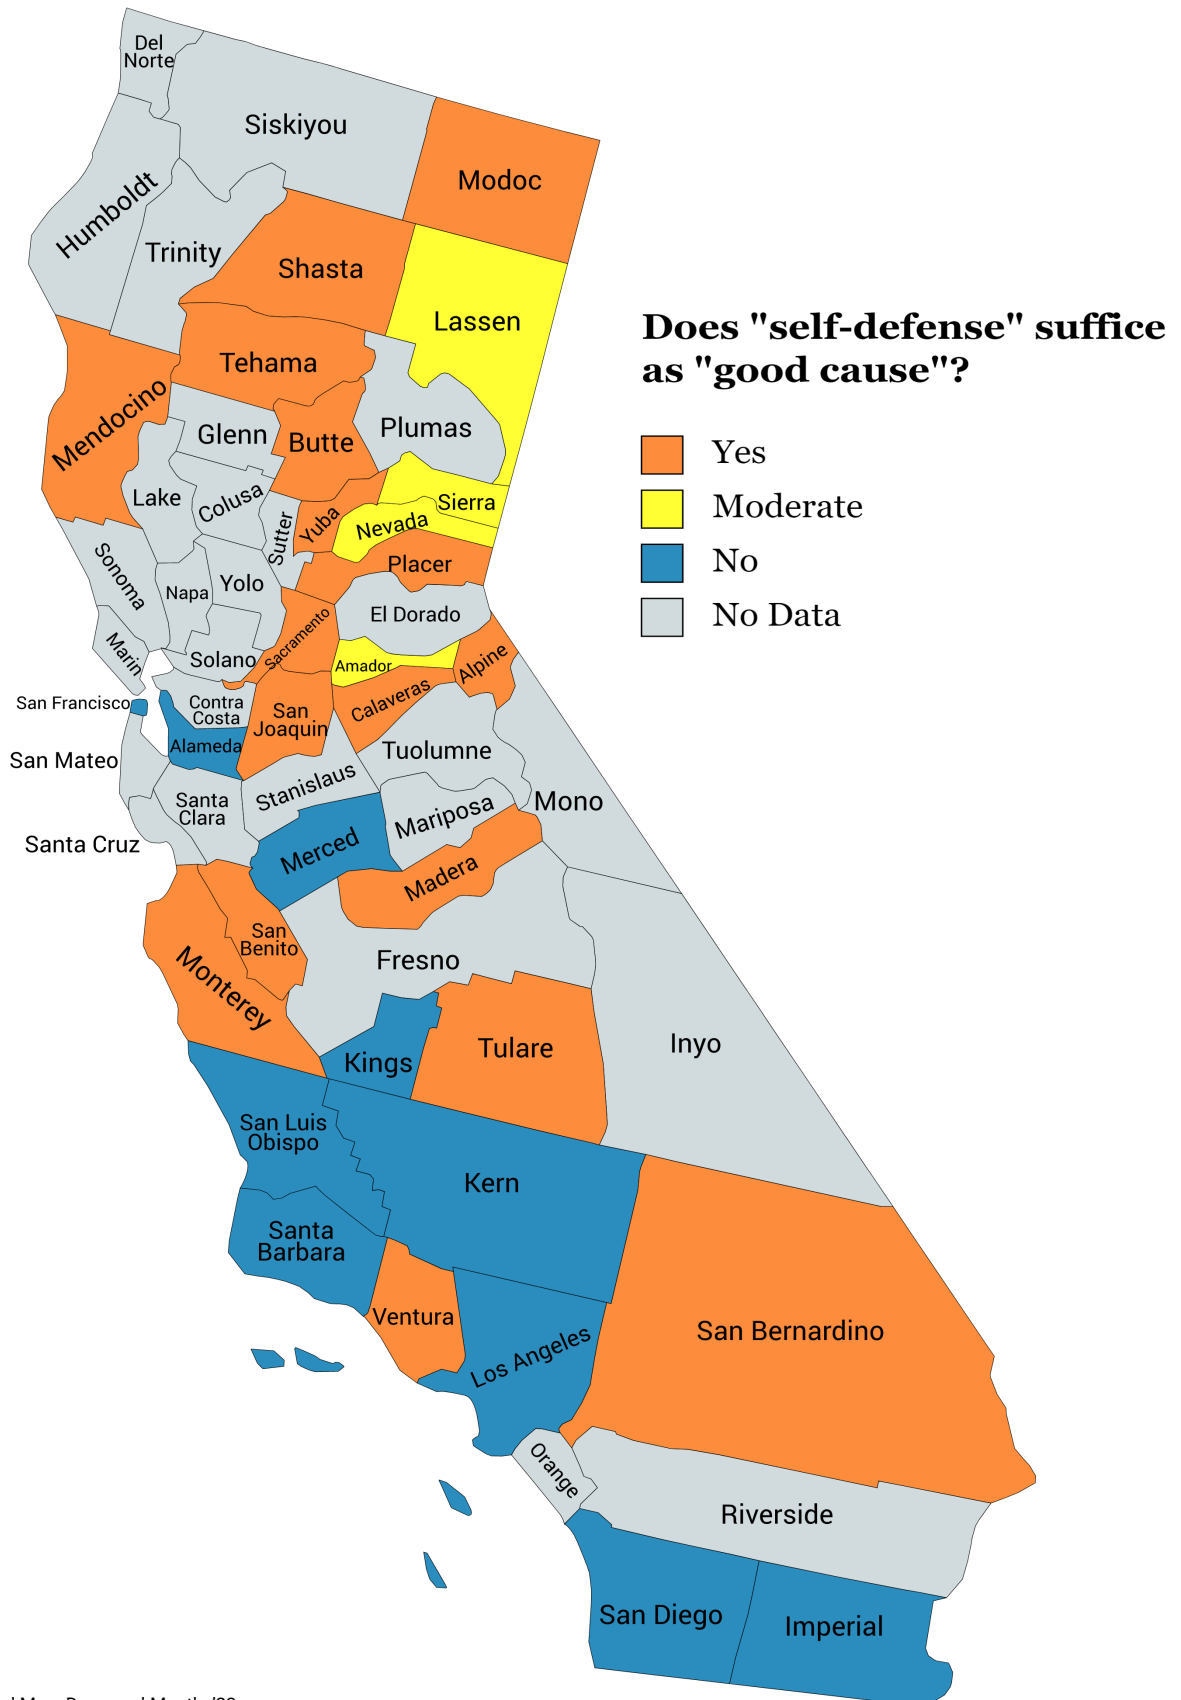 Del
Norte
Siskiyou
Modoc
Humboldt
Trinity
Shasta
Lassen
Does "self-defense" suffice
as "good cause"?
Tehama
Mendocino
Glenn
Butte
Plumas
Yes
Lake
Colusa
Sutter
Yuba
Sierra
Nevada
Moderate
Sonoma
Napa
Yolo
Placer
No
El Dorado
No Data
Marin
Solano
Sacramento
Amador
Alpine
San Francisco
Contra
Costa
San
Joaquin
Calaveras
Alameda
Tuolumne
San Mateo
Santa
Clara
Stanislaus
Mariposa
Mono
Santa Cruz
Merced
Madera
San
Benito
Monterey
Fresno
Kings
Tulare
Inyo
San Luis
Obispo
Kern
Santa
Barbara
Ventura
Los Angeles
San Bernardino
Orange
Riverside
San Diego
Imperial